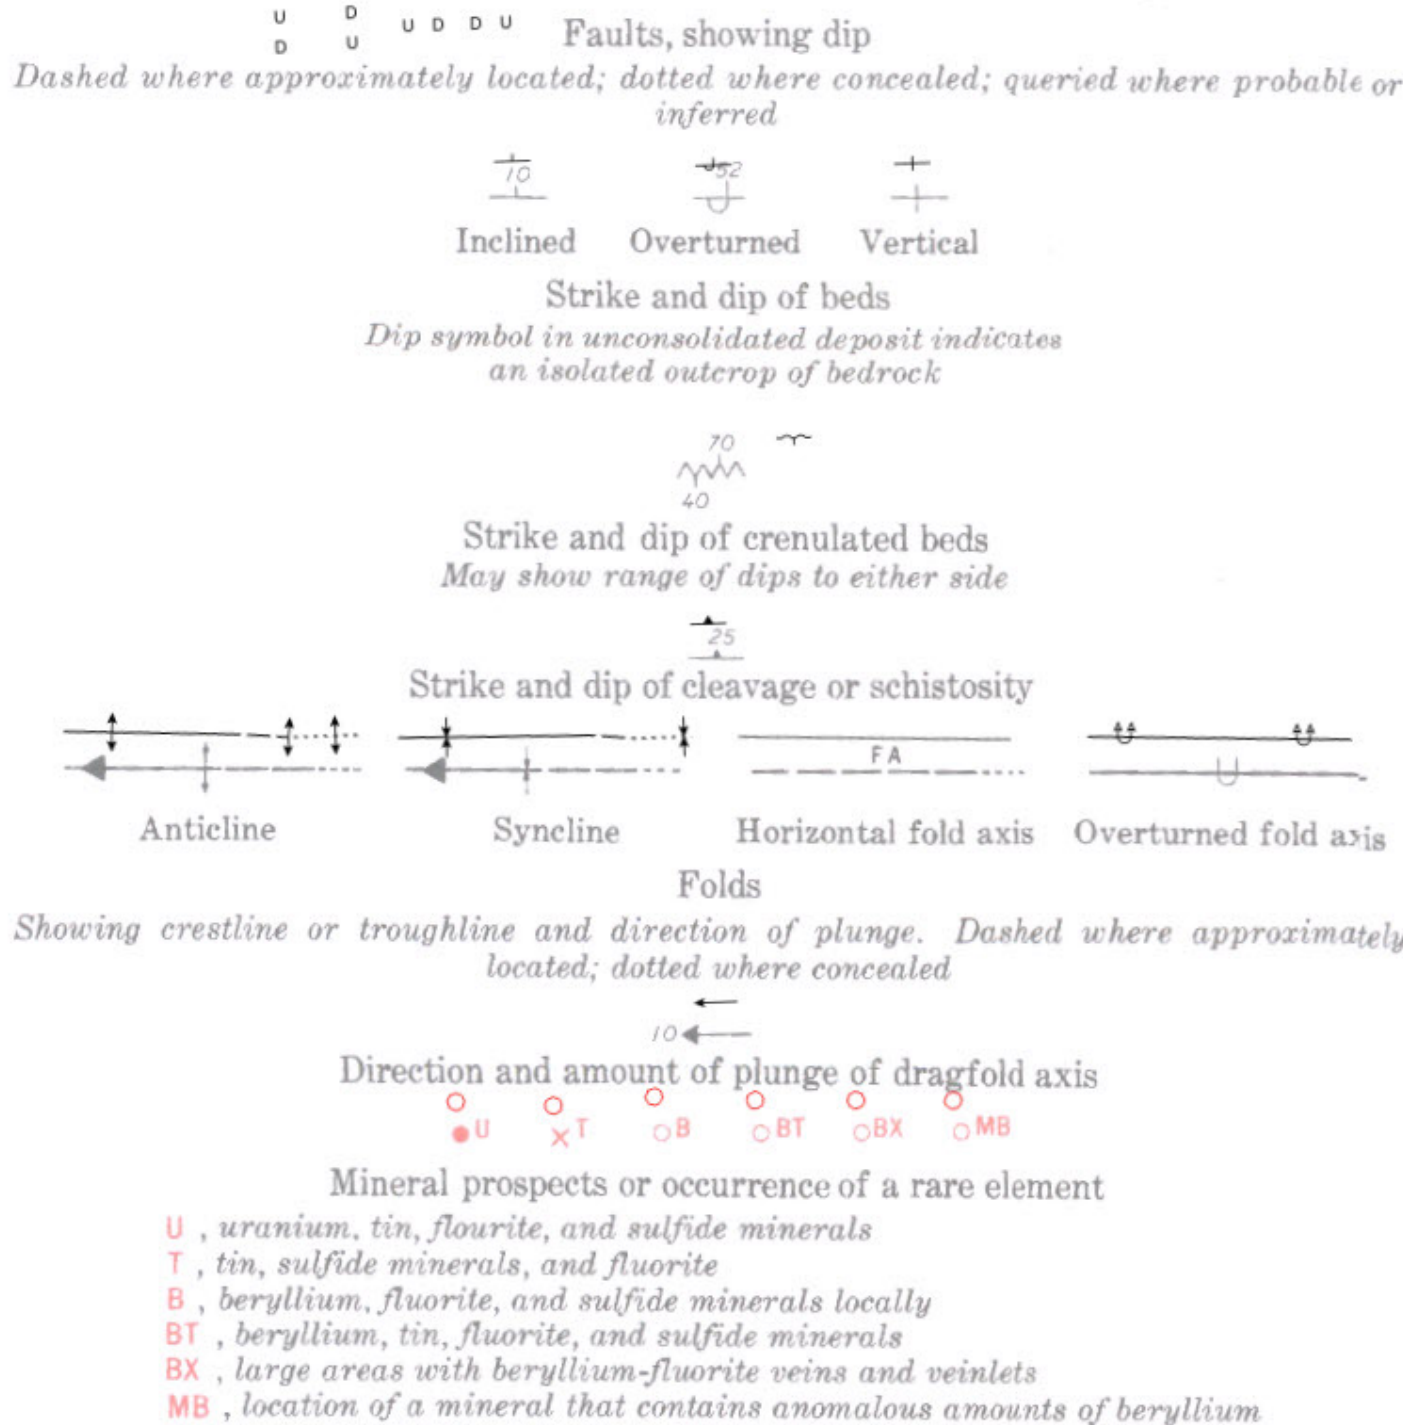 U D U D D U Faults, showing dip
D U
Dashed where approximately located; dotted where concealed; queried where probable or
inferred
10 52
Inclined Overturned Vertical
Strike and dip of beds
Dip symbol in unconsolidated deposit indicates
an isolated outcrop of bedrock
70
40
Strike and dip of crenulated beds
May show range of dips to either side
25
Strike and dip of cleavage or schistosity
FA
Anticline Syncline Horizontal fold axis Overturned fold axis
Folds
Showing crestline or troughline and direction of plunge. Dashed where approximately
located; dotted where concealed
10
Direction and amount of plunge of dragfold axis
U T B BT BX MB
Mineral prospects or occurrence of a rare element
U , uranium, tin, flourite, and sulfide minerals
T , tin, sulfide minerals, and fluorite
B , beryllium, fluorite, and sulfide minerals locally
BT , beryllium, tin, fluorite, and sulfide minerals
BX , large areas with beryllium-fluorite veins and veinlets
MB , location of a mineral that contains anomalous amounts of beryllium